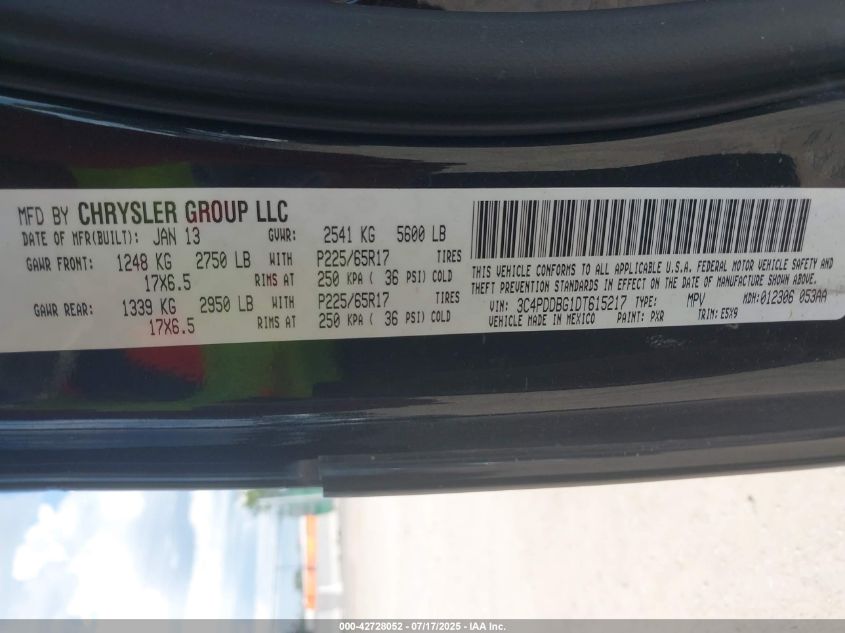 MFD BY CHRYSLER GROUP LLC
DATE OF MFR(BUILT): JAN 13 GVWR: 2541 KG 5600 LB
GAWR FRONT: 1248 KG 2750 LB WITH P225/65R17 TIRES
17X6.5 RIMS AT 250 KPA ( 36 PSI) COLD
GAWR REAR: 1339 KG 2950 LB WITH P225/65R17 TIRES
17X6.5 RIMS AT 250 KPA ( 36 PSI) COLD
THIS VEHICLE CONFORMS TO ALL APPLICABLE U.S.A. FEDERAL MOTOR VEHICLE SAFETY AND
THEFT PREVENTION STANDARDS IN EFFECT ON THE DATE OF MANUFACTURE SHOWN ABOVE.
VIN: 3C4PDDBG1DT615217 TYPE: MPV MDH:012306 053AA
VEHICLE MADE IN MEXICO PAINT: PXR TRIM: E5X9
000-42728052 - 07/17/2025 - IAA Inc.